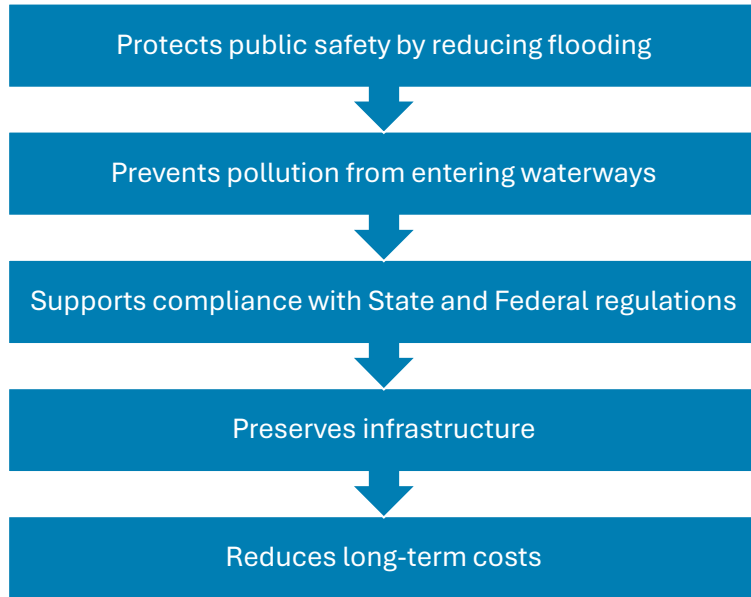 Protects public safety by reducing flooding
Prevents pollution from entering waterways
Supports compliance with State and Federal regulations
Preserves infrastructure
Reduces long-term costs